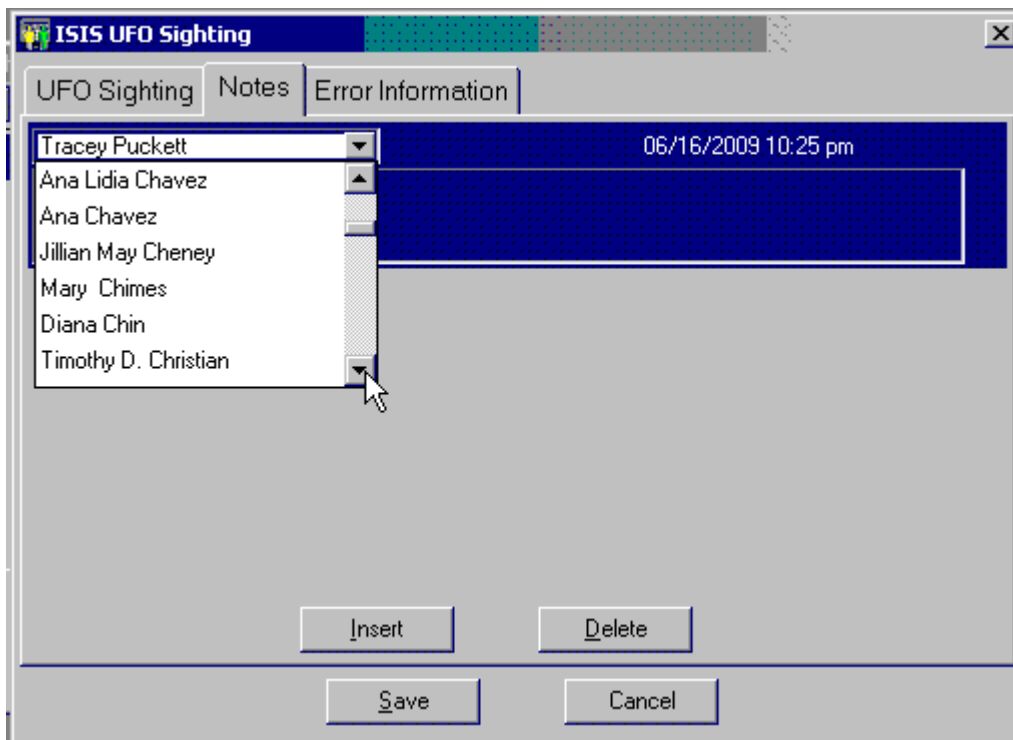 ISIS UFO Sighting
UFO Sighting Notes Error Information
Tracey Puckett 06/16/2009 10:25 pm
Ana Lidia Chavez
Ana Chavez
Jillian May Cheney
Mary  Chimes
Diana Chin
Timothy D. Christian
Insert Delete
Save Cancel